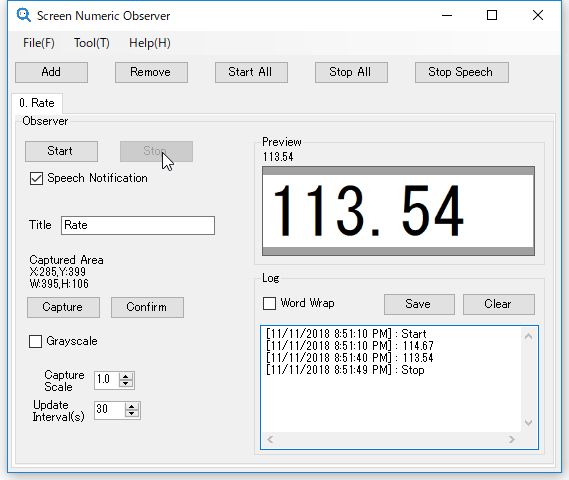 Screen Numeric Observer
File(F) Tool(T) Help(H)
Add Remove Start All Stop All Stop Speech
0. Rate
Observer
Start Stop
Speech Notification
Title Rate
Captured Area
X:285,Y:399
W:395,H:106
Capture Confirm
Grayscale
Capture Scale 1.0
Update Interval(s) 30
Preview
113.54
113.54
Log
Word Wrap Save Clear
[11/11/2018 8:51:10 PM] : Start
[11/11/2018 8:51:10 PM] : 114.67
[11/11/2018 8:51:40 PM] : 113.54
[11/11/2018 8:51:49 PM] : Stop